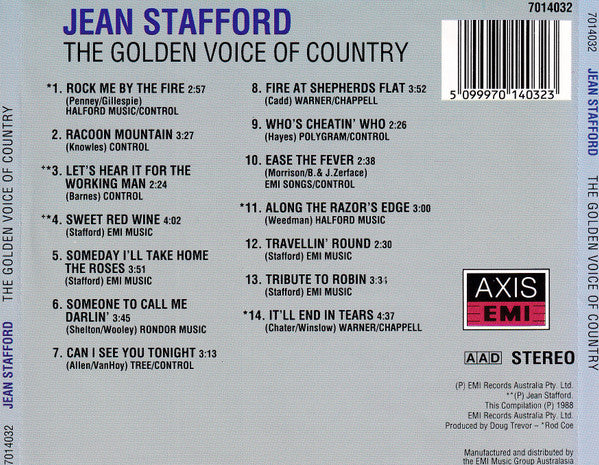 JEAN STAFFORD
THE GOLDEN VOICE OF COUNTRY
*1. ROCK ME BY THE FIRE 2:57
(Penney/Gillespie)
HALFORD MUSIC/CONTROL
2. RACOON MOUNTAIN 3:27
(Knowles) CONTROL
**3. LET'S HEAR IT FOR THE
WORKING MAN 2:24
(Barnes) CONTROL
**4. SWEET RED WINE 4:02
(Stafford) EMI MUSIC
5. SOMEDAY I'LL TAKE HOME
THE ROSES 3:51
(Stafford) EMI MUSIC
6. SOMEONE TO CALL ME
DARLIN' 3:45
(Shelton/Wooley) RONDOR MUSIC
7. CAN I SEE YOU TONIGHT 3:13
(Allen/VanHoy) TREE/CONTROL
8. FIRE AT SHEPHERDS FLAT 3:52
(Cadd) WARNER/CHAPPELL
9. WHO'S CHEATIN' WHO 2:26
(Hayes) POLYGRAM/CONTROL
10. EASE THE FEVER 2:38
(Morrison/B.& J.Zerface)
EMI SONGS/CONTROL
*11. ALONG THE RAZOR'S EDGE 3:00
(Weedman) HALFORD MUSIC
12. TRAVELLIN' ROUND 2:30
(Stafford) EMI MUSIC
13. TRIBUTE TO ROBIN
(Stafford) EMI MUSIC
*14. IT'LL END IN TEARS 4:37
(Chater/Winslow) WARNER/CHAPPELL
7014032
5 099970 140323
AXIS
EMI
AAD STEREO
(P) EMI Records Australia Pty. Ltd.
**(P) Jean Stafford.
This Compilation (P) 1988
EMI Records Australia Pty. Ltd.
Produced by Doug Trevor ~ *Rod Coe
Manufactured and distributed by
the EMI Music Group Australasia
7014032 JEAN STAFFORD THE GOLDEN VOICE OF COUNTRY
7014032 JEAN STAFFORD THE GOLDEN VOICE OF COUNTRY